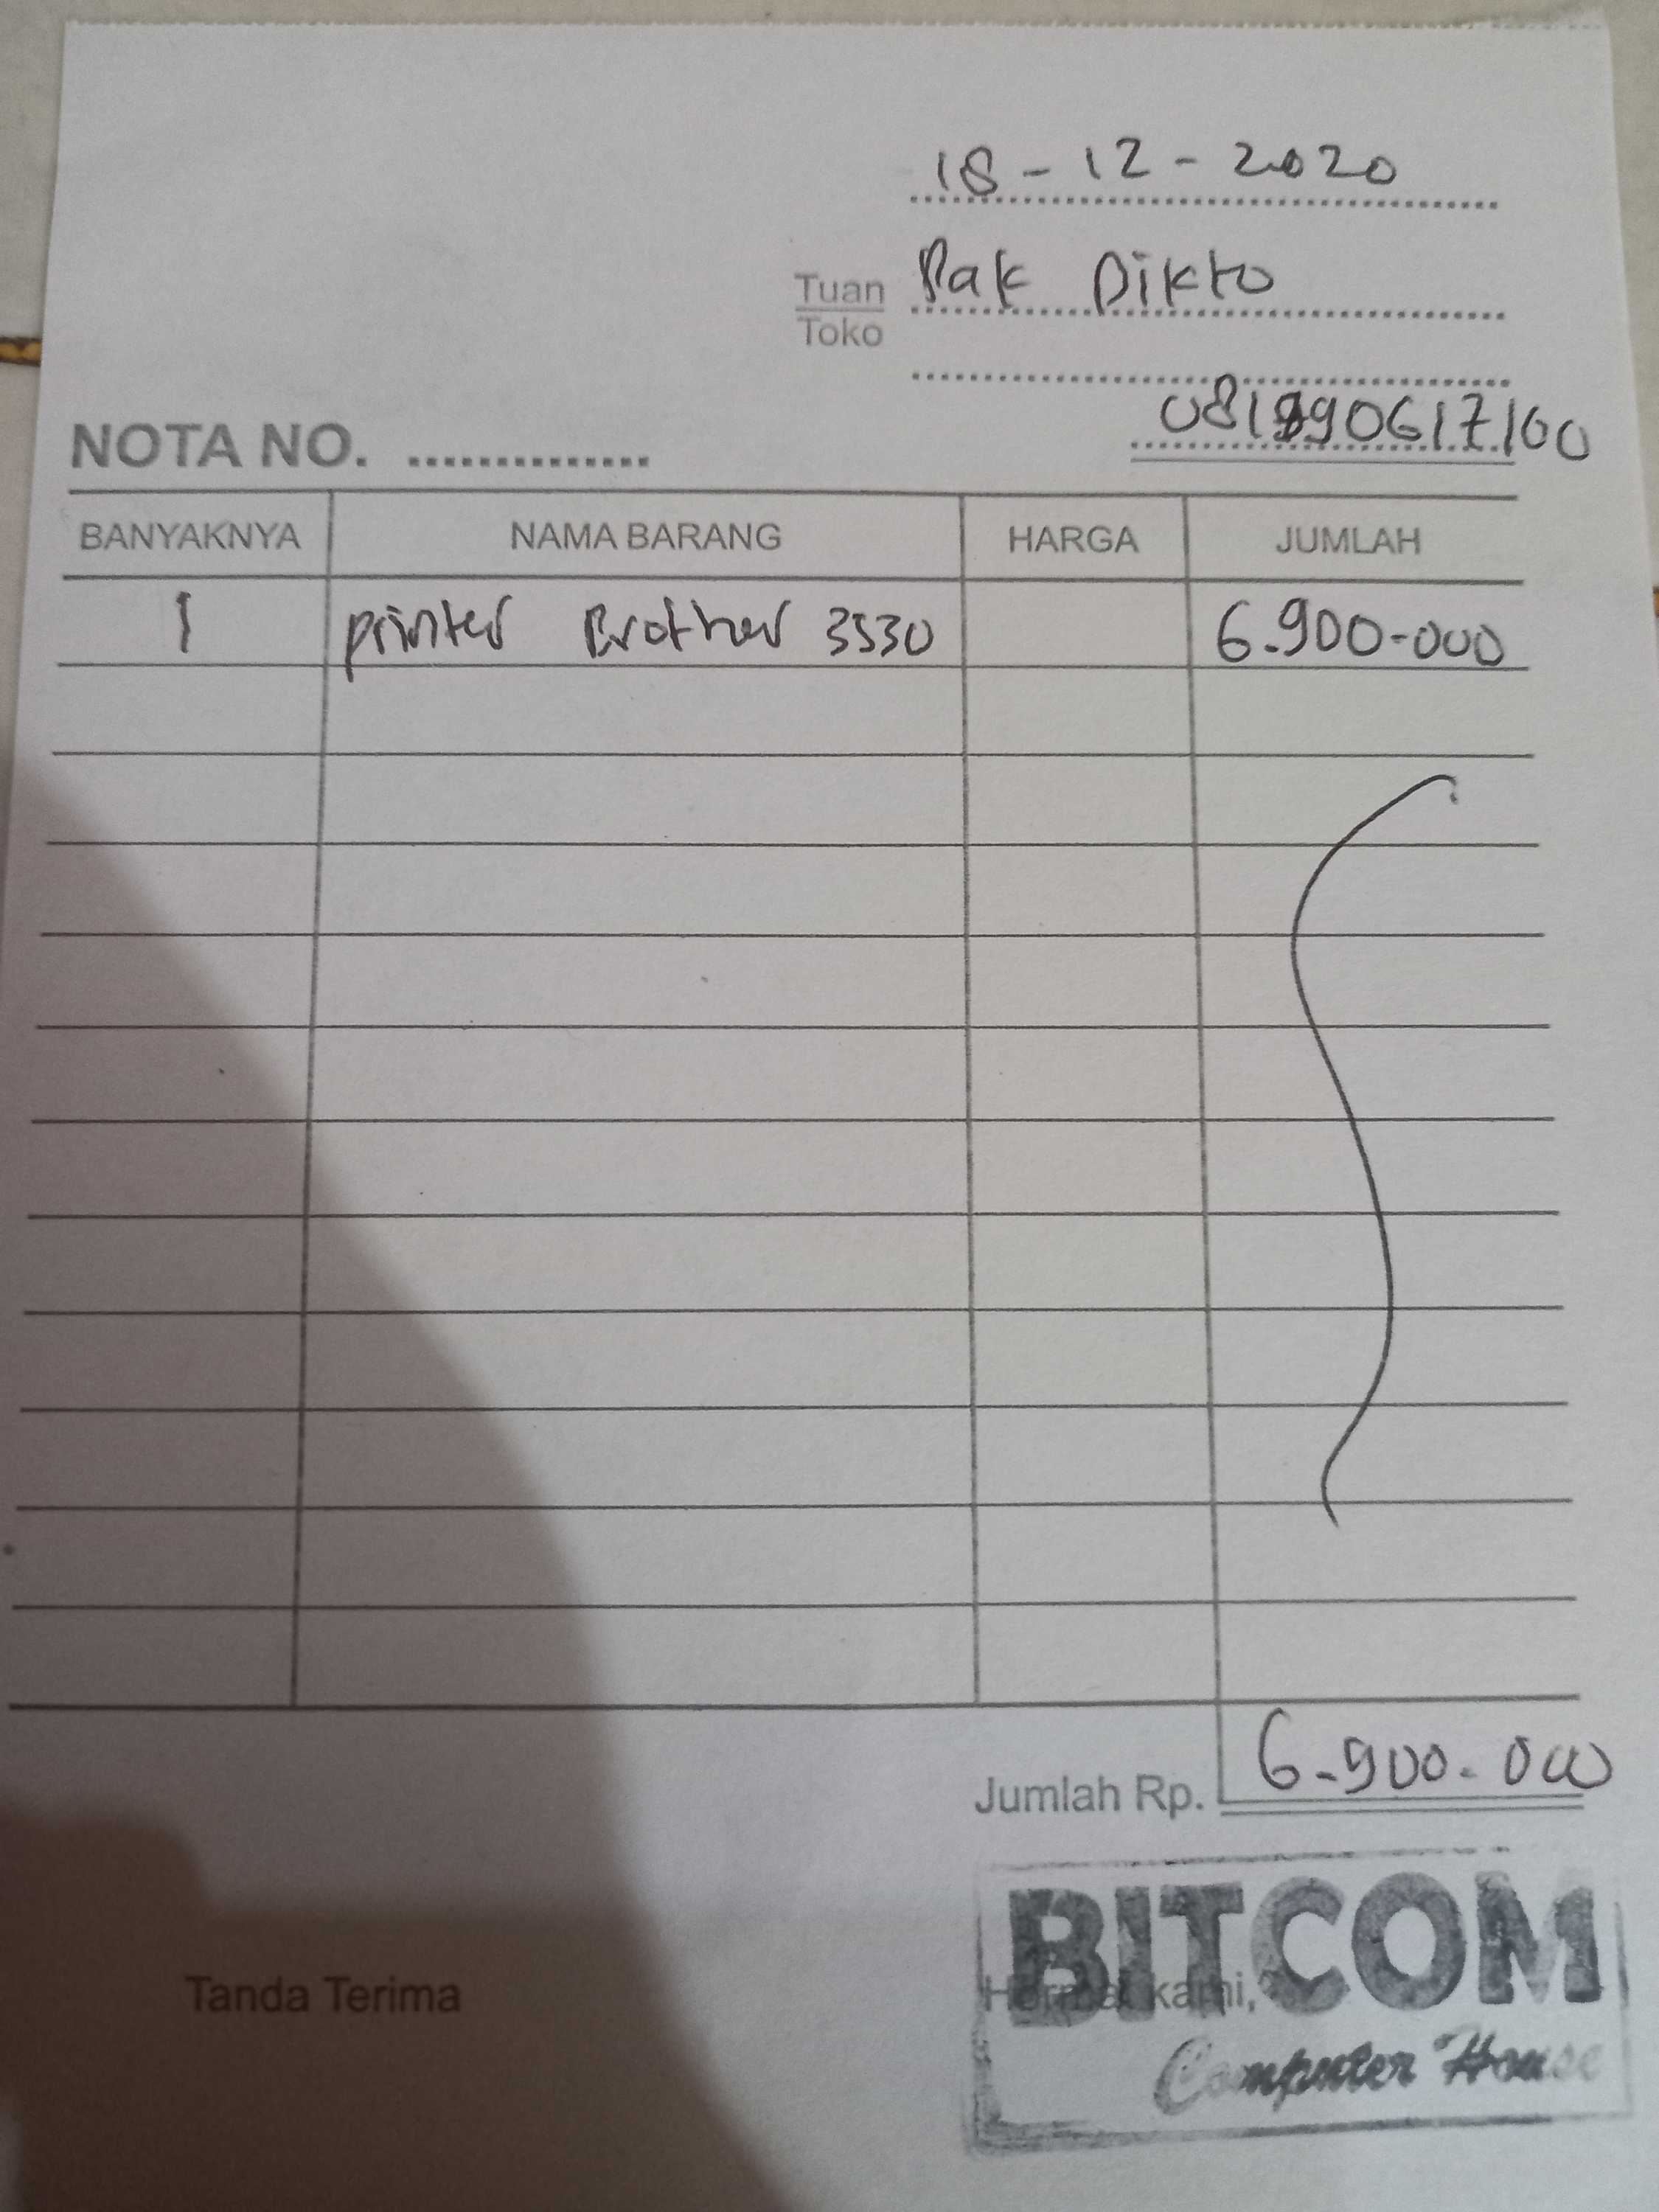 18 - 12 - 2020
Tuan Pak Dikto
Toko
NOTA NO. ...............
BANYAKNYA NAMA BARANG HARGA JUMLAH
1 printer Brother 3530 6.900.000
Jumlah Rp. 6.900.000
Tanda Terima Hormat kami,
BITCOM
Computer House